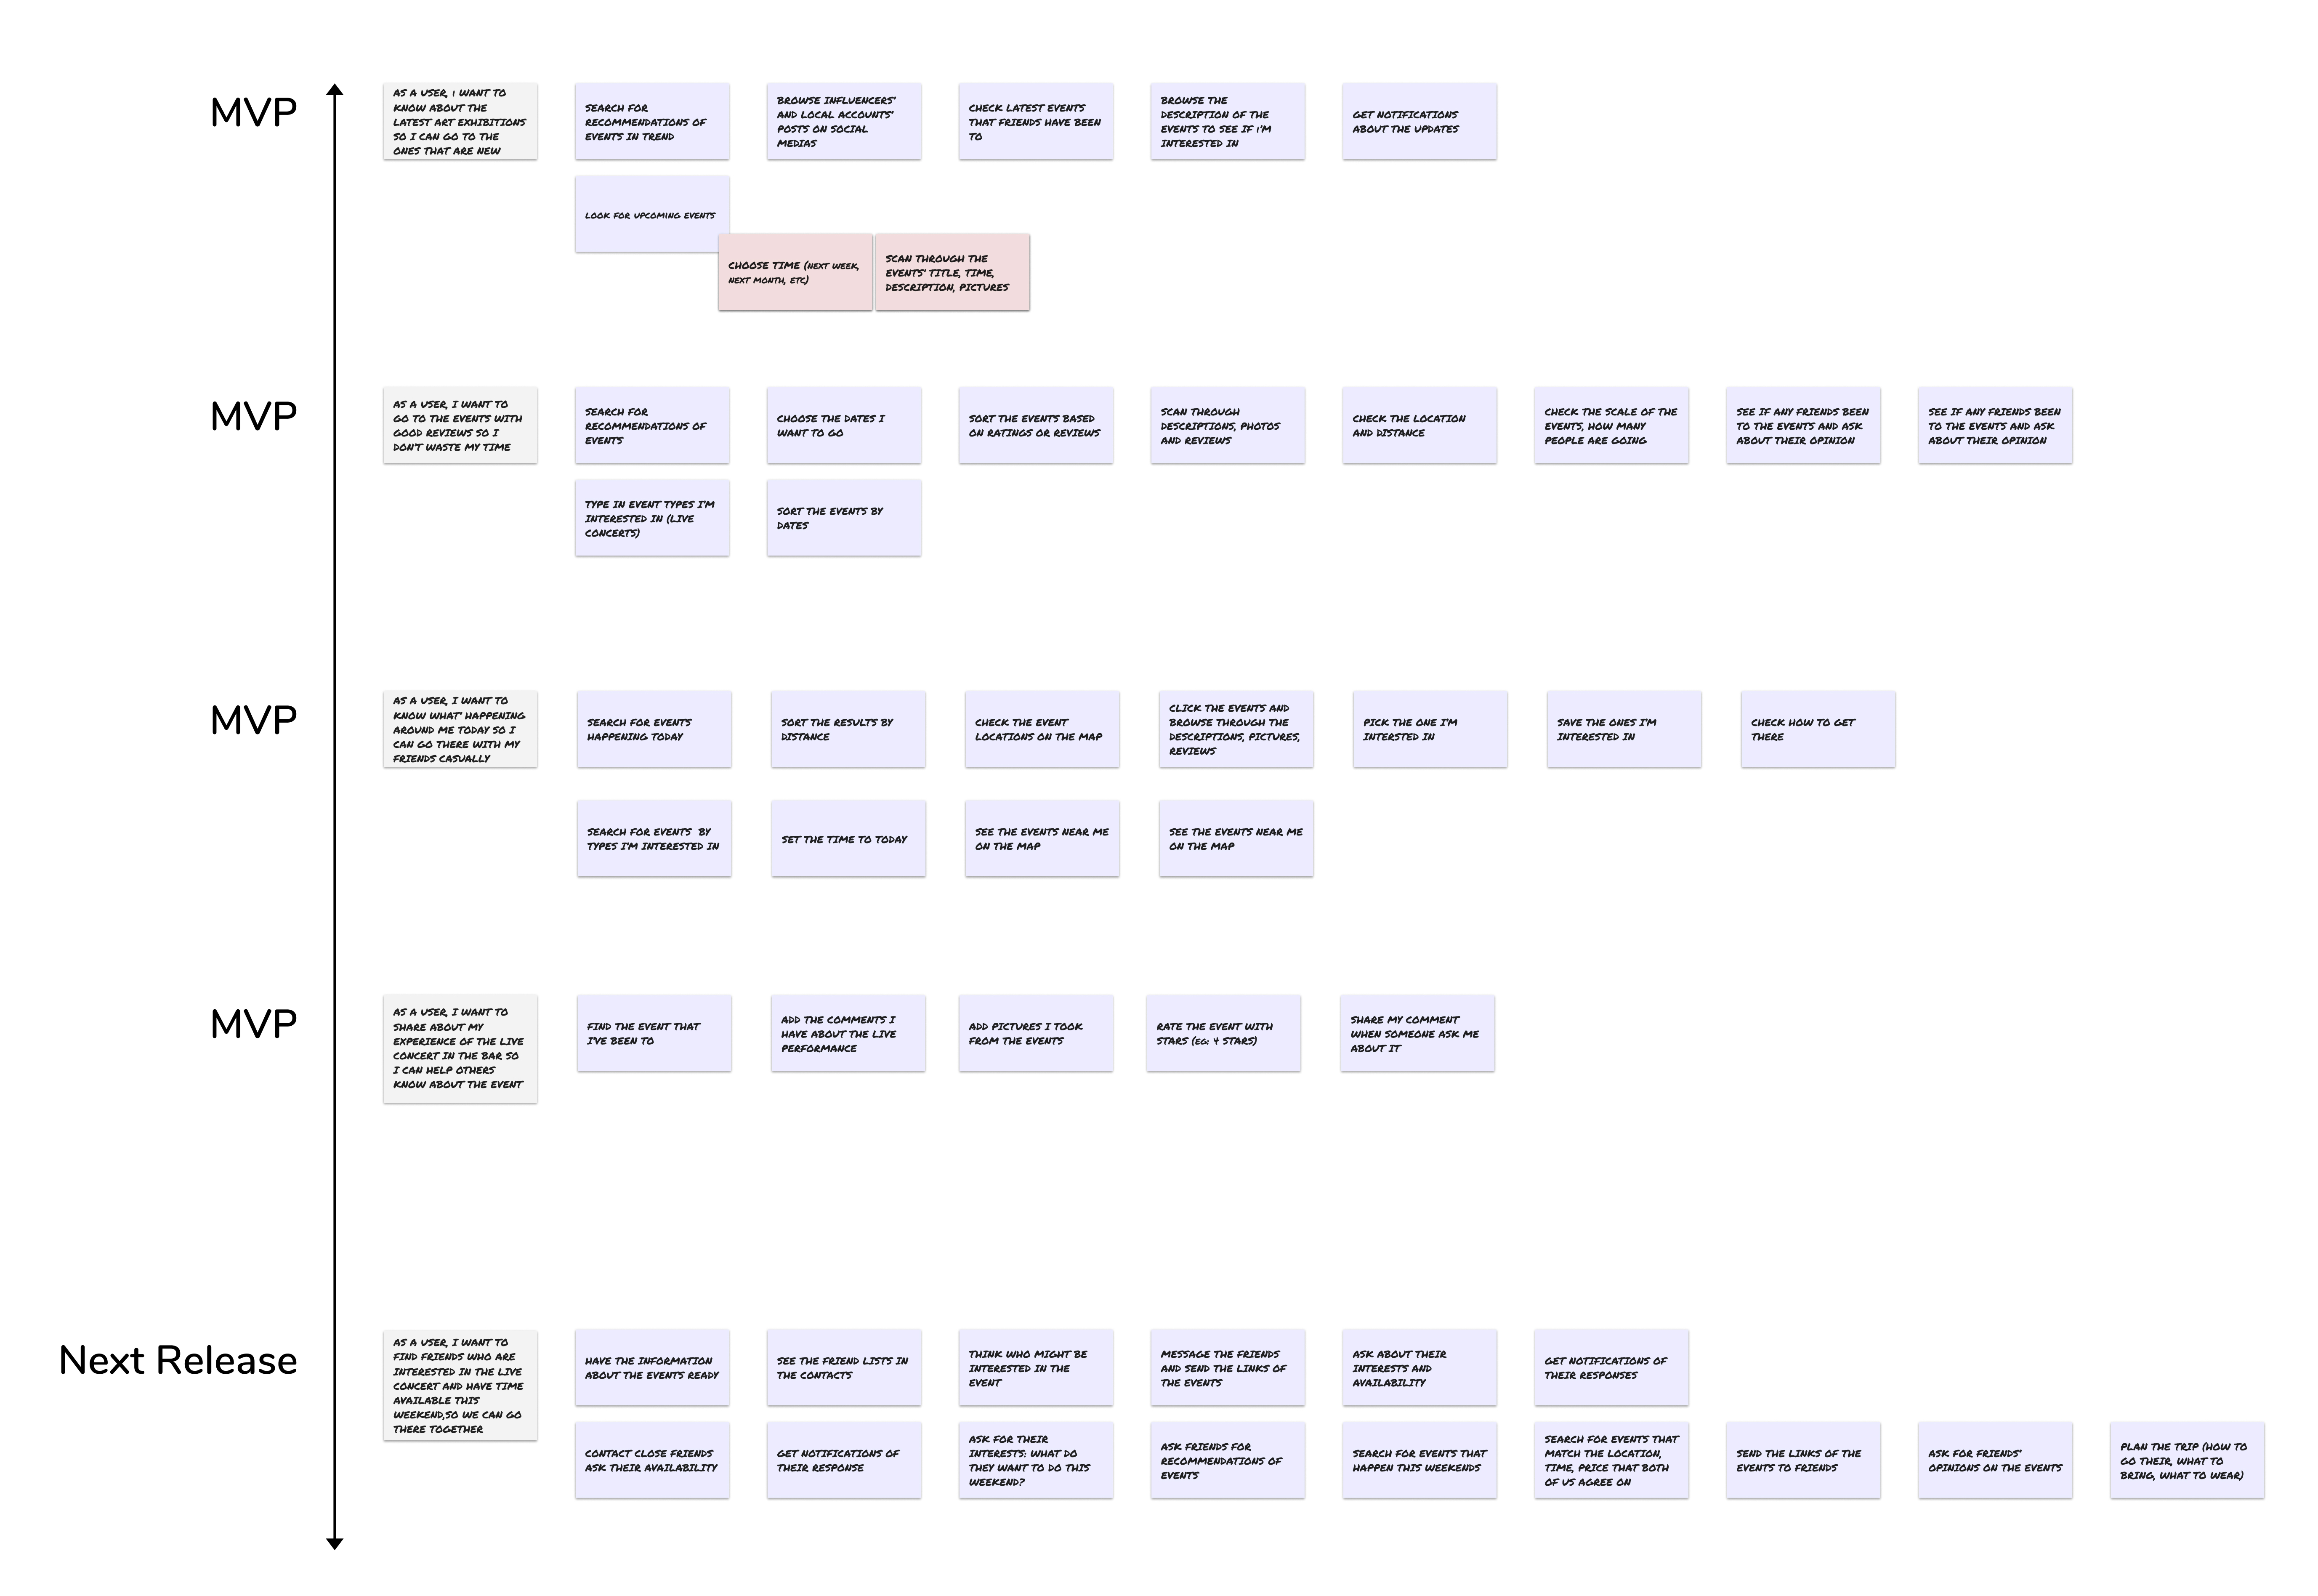 MVP
AS A USER, I WANT TO
KNOW ABOUT THE
LATEST ART EXHIBITIONS
SO I CAN GO TO THE
ONES THAT ARE NEW
SEARCH FOR
RECOMMENDATIONS OF
EVENTS IN TREND
BROWSE INFLUENCERS'
AND LOCAL ACCOUNTS'
POSTS ON SOCIAL
MEDIAS
CHECK LATEST EVENTS
THAT FRIENDS HAVE BEEN
TO
BROWSE THE
DESCRIPTION OF THE
EVENTS TO SEE IF I'M
INTERESTED IN
GET NOTIFICATIONS
ABOUT THE UPDATES
LOOK FOR UPCOMING EVENTS
CHOOSE TIME (NEXT WEEK,
NEXT MONTH, ETC)
SCAN THROUGH THE
EVENTS' TITLE, TIME,
DESCRIPTION, PICTURES
MVP
AS A USER, I WANT TO
GO TO THE EVENTS WITH
GOOD REVIEWS SO I
DON'T WASTE MY TIME
SEARCH FOR
RECOMMENDATIONS OF
EVENTS
CHOOSE THE DATES I
WANT TO GO
SORT THE EVENTS BASED
ON RATINGS OR REVIEWS
SCAN THROUGH
DESCRIPTIONS, PHOTOS
AND REVIEWS
CHECK THE LOCATION
AND DISTANCE
CHECK THE SCALE OF THE
EVENTS, HOW MANY
PEOPLE ARE GOING
SEE IF ANY FRIENDS BEEN
TO THE EVENTS AND ASK
ABOUT THEIR OPINION
SEE IF ANY FRIENDS BEEN
TO THE EVENTS AND ASK
ABOUT THEIR OPINION
TYPE IN EVENT TYPES I'M
INTERESTED IN (LIVE
CONCERTS)
SORT THE EVENTS BY
DATES
MVP
AS A USER, I WANT TO
KNOW WHAT' HAPPENING
AROUND ME TODAY SO I
CAN GO THERE WITH MY
FRIENDS CASUALLY
SEARCH FOR EVENTS
HAPPENING TODAY
SORT THE RESULTS BY
DISTANCE
CHECK THE EVENT
LOCATIONS ON THE MAP
CLICK THE EVENTS AND
BROWSE THROUGH THE
DESCRIPTIONS, PICTURES,
REVIEWS
PICK THE ONE I'M
INTERSTED IN
SAVE THE ONES I'M
INTERESTED IN
CHECK HOW TO GET
THERE
SEARCH FOR EVENTS  BY
TYPES I'M INTERESTED IN
SET THE TIME TO TODAY
SEE THE EVENTS NEAR ME
ON THE MAP
SEE THE EVENTS NEAR ME
ON THE MAP
MVP
AS A USER, I WANT TO
SHARE ABOUT MY
EXPERIENCE OF THE LIVE
CONCERT IN THE BAR SO
I CAN HELP OTHERS
KNOW ABOUT THE EVENT
FIND THE EVENT THAT
I'VE BEEN TO
ADD THE COMMENTS I
HAVE ABOUT THE LIVE
PERFORMANCE
ADD PICTURES I TOOK
FROM THE EVENTS
RATE THE EVENT WITH
STARS (EG: 4 STARS)
SHARE MY COMMENT
WHEN SOMEONE ASK ME
ABOUT IT
Next Release
AS A USER, I WANT TO
FIND FRIENDS WHO ARE
INTERESTED IN THE LIVE
CONCERT AND HAVE TIME
AVAILABLE THIS
WEEKEND,SO WE CAN GO
THERE TOGETHER
HAVE THE INFORMATION
ABOUT THE EVENTS READY
SEE THE FRIEND LISTS IN
THE CONTACTS
THINK WHO MIGHT BE
INTERESTED IN THE
EVENT
MESSAGE THE FRIENDS
AND SEND THE LINKS OF
THE EVENTS
ASK ABOUT THEIR
INTERESTS AND
AVAILABILITY
GET NOTIFICATIONS OF
THEIR RESPONSES
CONTACT CLOSE FRIENDS
ASK THEIR AVAILABILITY
GET NOTIFICATIONS OF
THEIR RESPONSE
ASK FOR THEIR
INTERESTS: WHAT DO
THEY WANT TO DO THIS
WEEKEND?
ASK FRIENDS FOR
RECOMMENDATIONS OF
EVENTS
SEARCH FOR EVENTS THAT
HAPPEN THIS WEEKENDS
SEARCH FOR EVENTS THAT
MATCH THE LOCATION,
TIME, PRICE THAT BOTH
OF US AGREE ON
SEND THE LINKS OF THE
EVENTS TO FRIENDS
ASK FOR FRIENDS'
OPINIONS ON THE EVENTS
PLAN THE TRIP (HOW TO
GO THEIR, WHAT TO
BRING, WHAT TO WEAR)